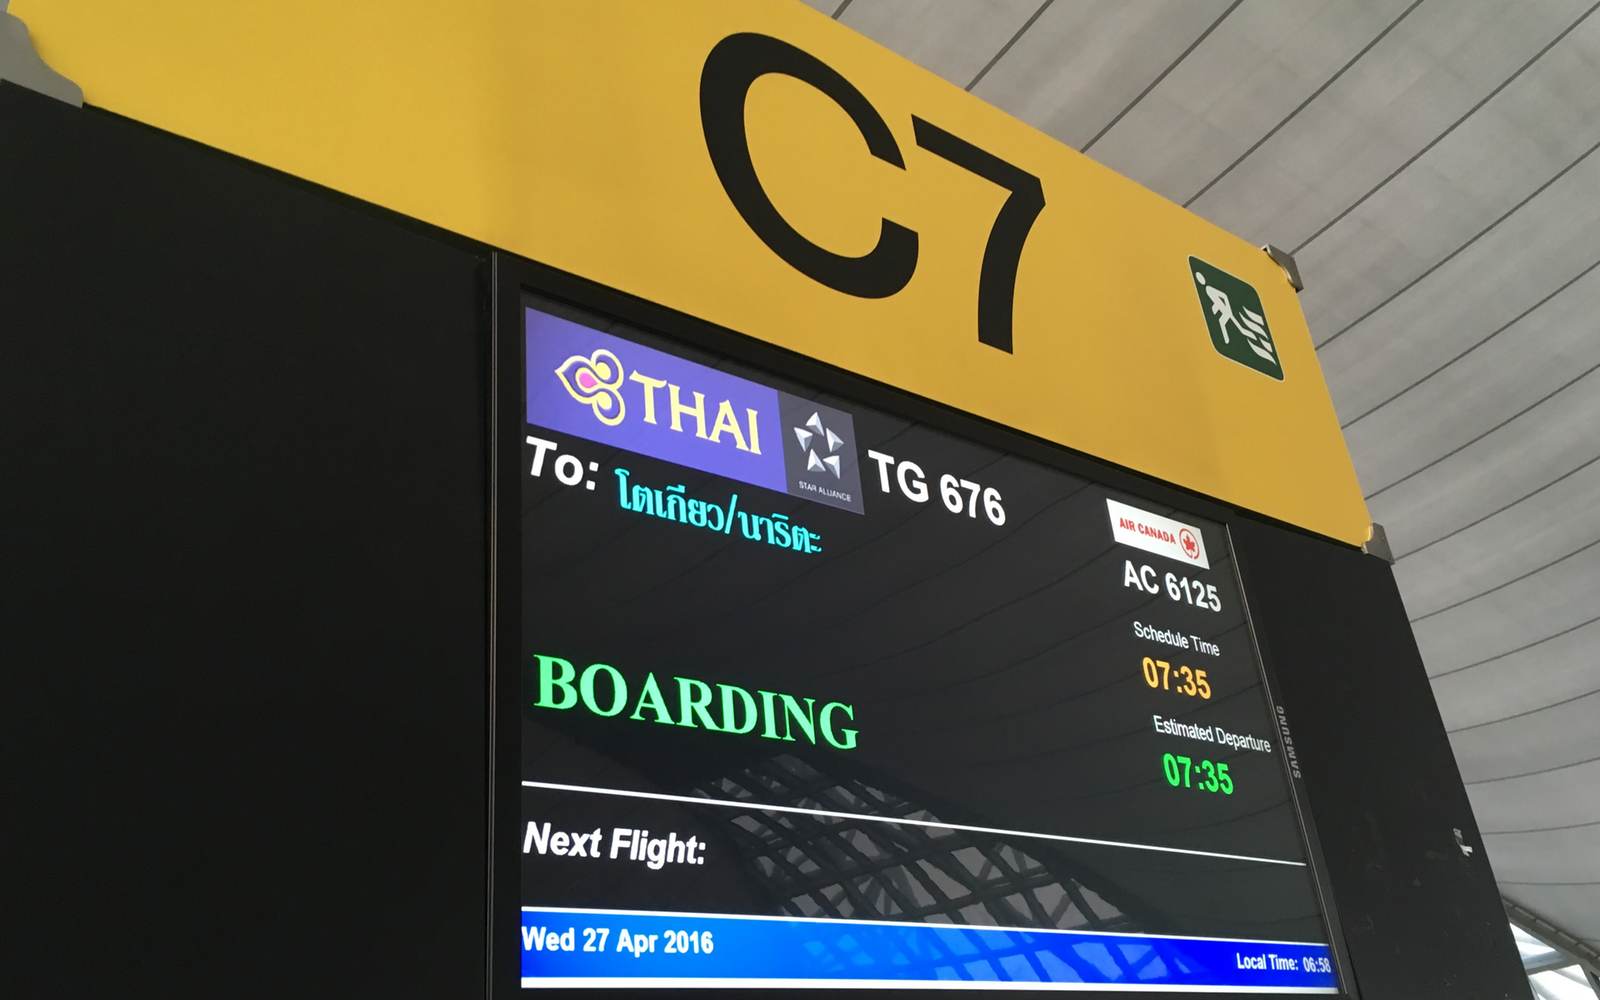 C7
THAI
STAR ALLIANCE
TG 676
To: โตเกียว/นาริตะ
AIR CANADA
AC 6125
Schedule Time
07:35
BOARDING
Estimated Departure
07:35
SAMSUNG
Next Flight:
Wed 27 Apr 2016
Local Time: 06:58